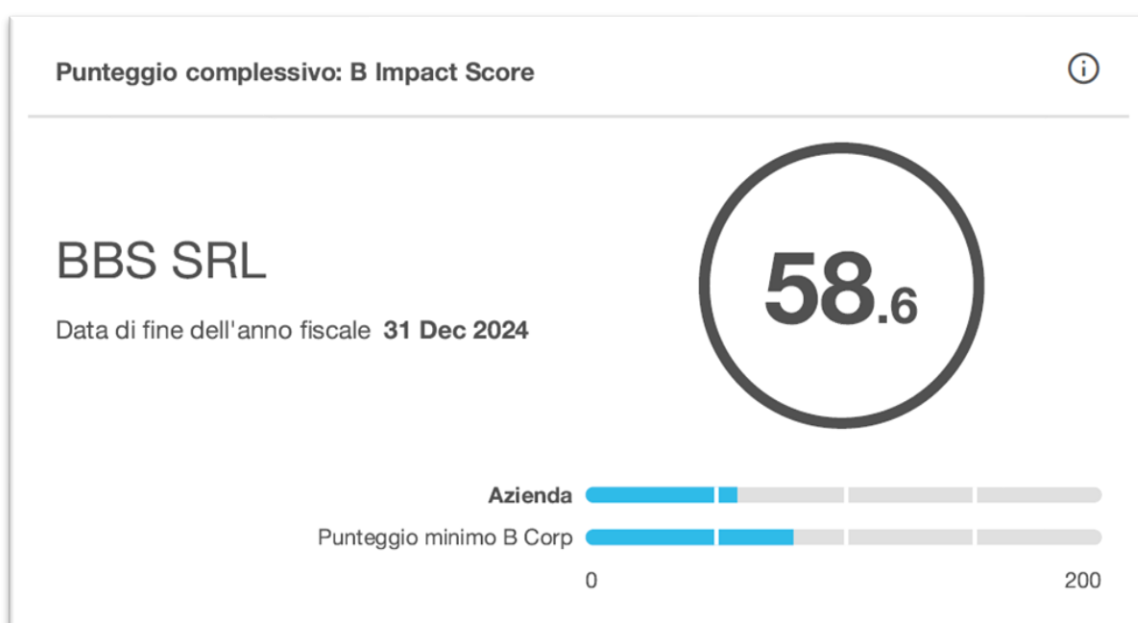 Punteggio complessivo: B Impact Score
BBS SRL
Data di fine dell'anno fiscale 31 Dec 2024
58.6
Azienda
Punteggio minimo B Corp
0 200